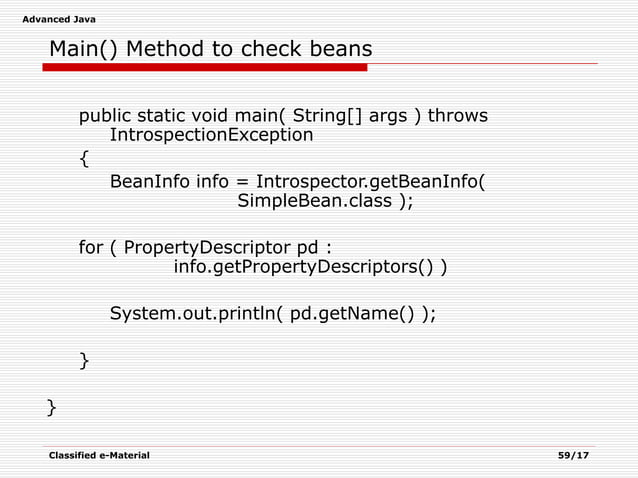 Advanced Java
Main() Method to check beans
public static void main( String[] args ) throws
IntrospectionException
{
BeanInfo info = Introspector.getBeanInfo(
SimpleBean.class );
for ( PropertyDescriptor pd :
info.getPropertyDescriptors() )
System.out.println( pd.getName() );
}
}
Classified e-Material
59/17